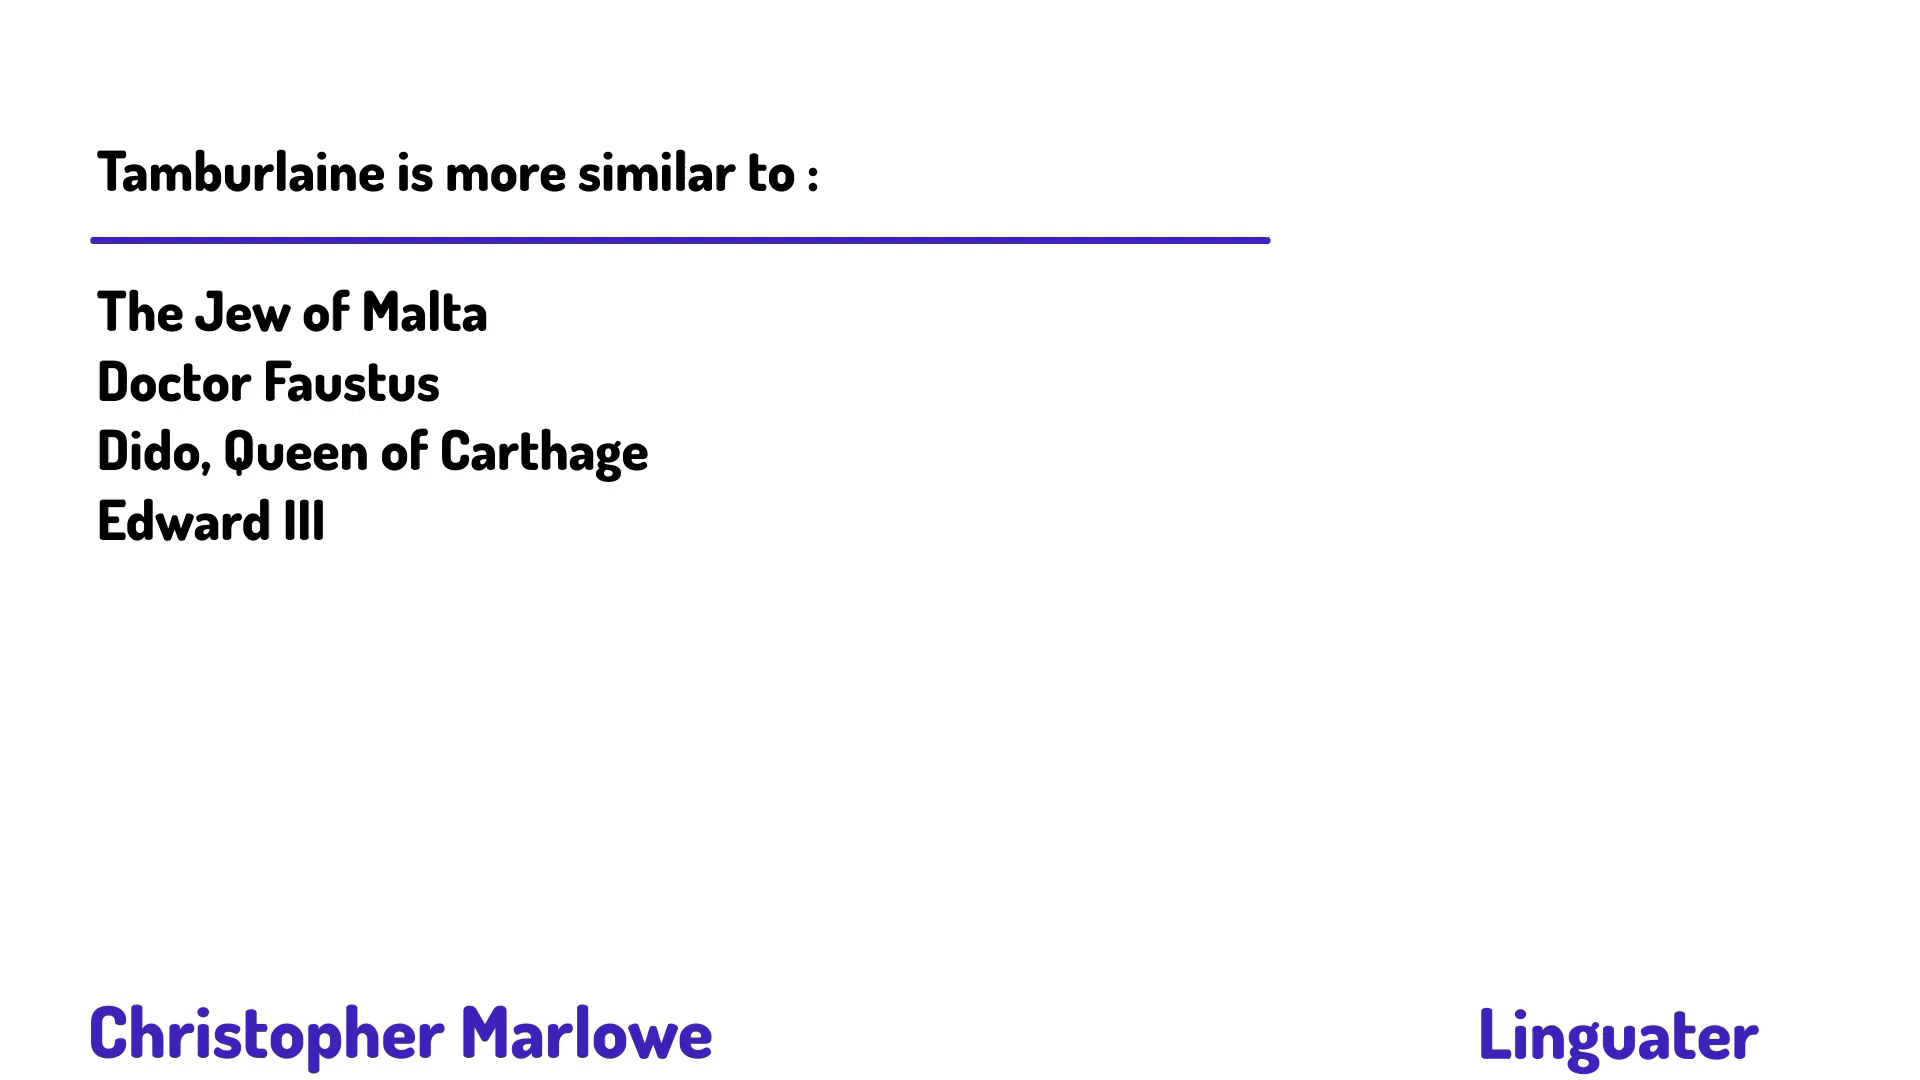 Tamburlaine is more similar to :
The Jew of Malta
Doctor Faustus
Dido, Queen of Carthage
Edward III
Christopher Marlowe
Linguater